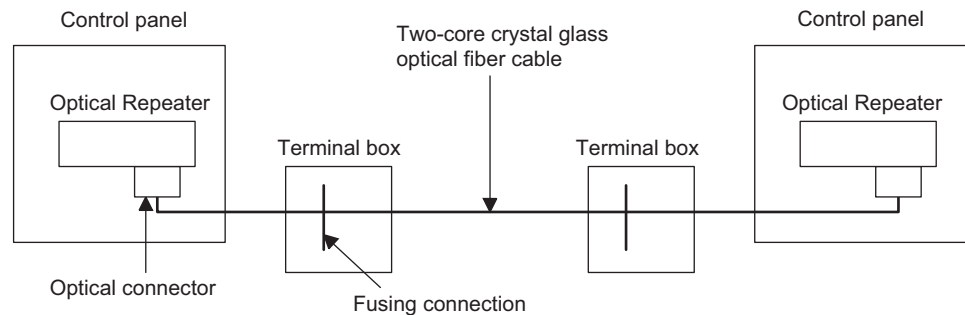 Control panel
Two-core crystal glass
optical fiber cable
Control panel
Optical Repeater
Optical Repeater
Terminal box
Terminal box
Optical connector
Fusing connection